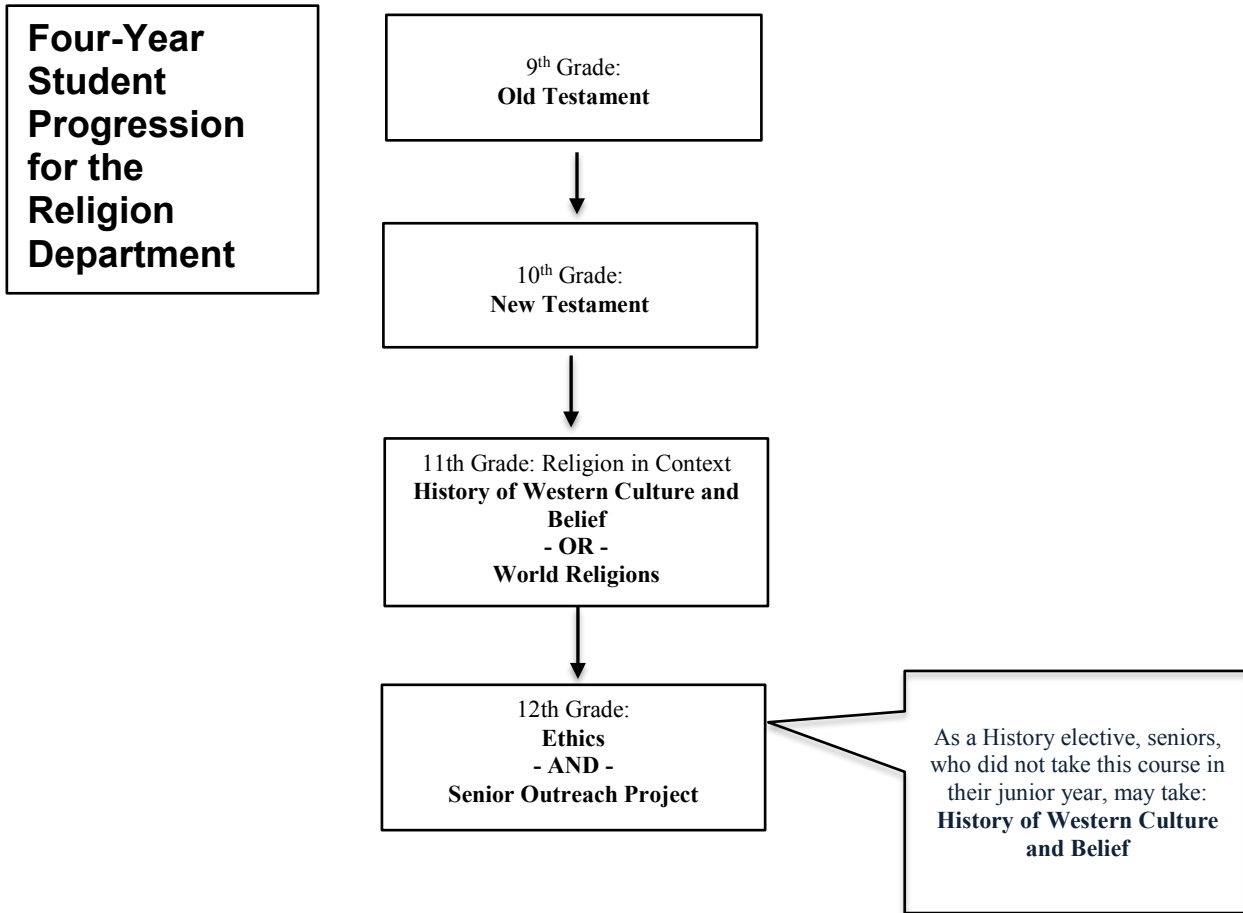 Four-Year
Student
Progression
for the
Religion
Department
9th Grade:
Old Testament
10th Grade:
New Testament
11th Grade: Religion in Context
History of Western Culture and
Belief
- OR -
World Religions
12th Grade:
Ethics
- AND -
Senior Outreach Project
As a History elective, seniors,
who did not take this course in
their junior year, may take:
History of Western Culture
and Belief